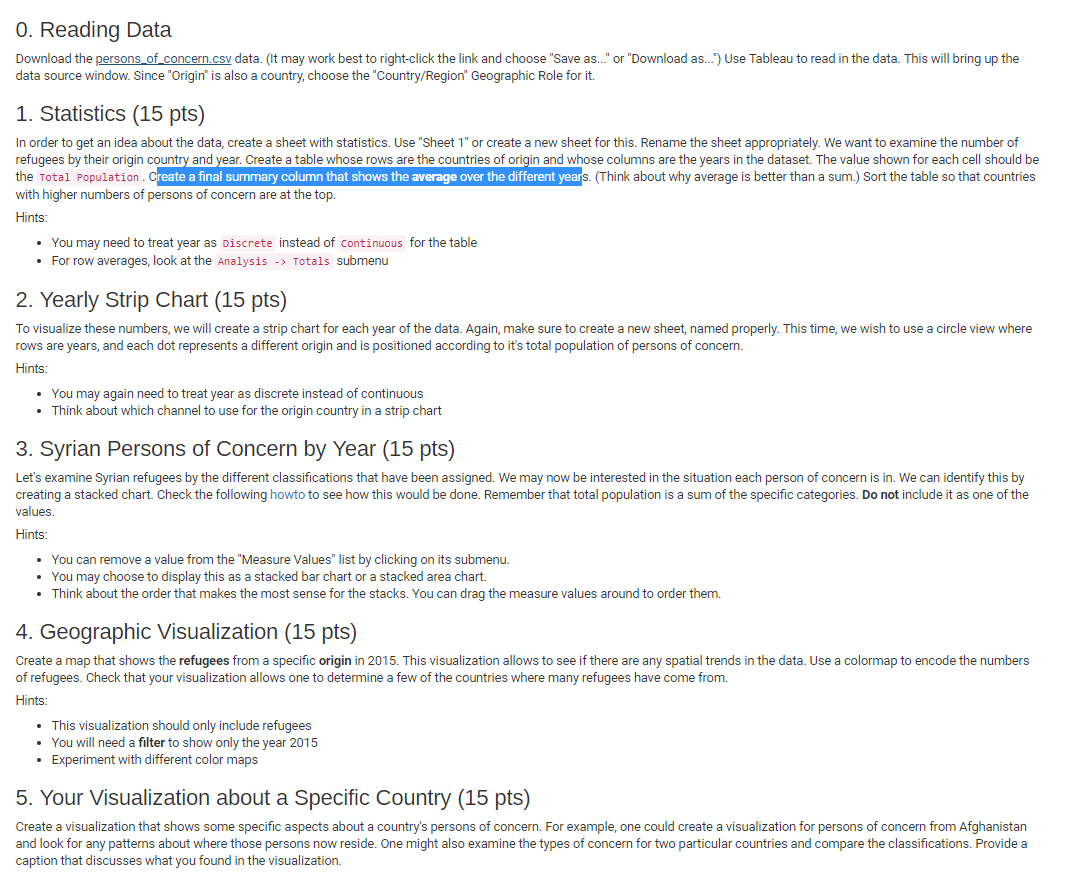 0. Reading Data
Download the persons_of_concern.csv data. (It may work best to right-click the link and choose "Save as..." or "Download as...") Use Tableau to read in the data. This will bring up the
data source window. Since "Origin" is also a country, choose the "Country/Region" Geographic Role for it.
1. Statistics (15 pts)
In order to get an idea about the data, create a sheet with statistics. Use "Sheet 1" or create a new sheet for this. Rename the sheet appropriately. We want to examine the number of
refugees by their origin country and year. Create a table whose rows are the countries of origin and whose columns are the years in the dataset. The value shown for each cell should be
the Total Population. Create a final summary column that shows the average over the different years. (Think about why average is better than a sum.) Sort the table so that countries
with higher numbers of persons of concern are at the top.
Hints:
• You may need to treat year as Discrete instead of Continuous for the table
• For row averages, look at the Analysis -> Totals submenu
2. Yearly Strip Chart (15 pts)
To visualize these numbers, we will create a strip chart for each year of the data. Again, make sure to create a new sheet, named properly. This time, we wish to use a circle view where
rows are years, and each dot represents a different origin and is positioned according to it's total population of persons of concern.
Hints:
• You may again need to treat year as discrete instead of continuous
• Think about which channel to use for the origin country in a strip chart
3. Syrian Persons of Concern by Year (15 pts)
Let's examine Syrian refugees by the different classifications that have been assigned. We may now be interested in the situation each person of concern is in. We can identify this by
creating a stacked chart. Check the following howto to see how this would be done. Remember that total population is a sum of the specific categories. Do not include it as one of the
values.
Hints:
• You can remove a value from the "Measure Values" list by clicking on its submenu.
• You may choose to display this as a stacked bar chart or a stacked area chart.
• Think about the order that makes the most sense for the stacks. You can drag the measure values around to order them.
4. Geographic Visualization (15 pts)
Create a map that shows the refugees from a specific origin in 2015. This visualization allows to see if there are any spatial trends in the data. Use a colormap to encode the numbers
of refugees. Check that your visualization allows one to determine a few of the countries where many refugees have come from.
Hints:
• This visualization should only include refugees
• You will need a filter to show only the year 2015
• Experiment with different color maps
5. Your Visualization about a Specific Country (15 pts)
Create a visualization that shows some specific aspects about a country's persons of concern. For example, one could create a visualization for persons of concern from Afghanistan
and look for any patterns about where those persons now reside. One might also examine the types of concern for two particular countries and compare the classifications. Provide a
caption that discusses what you found in the visualization.